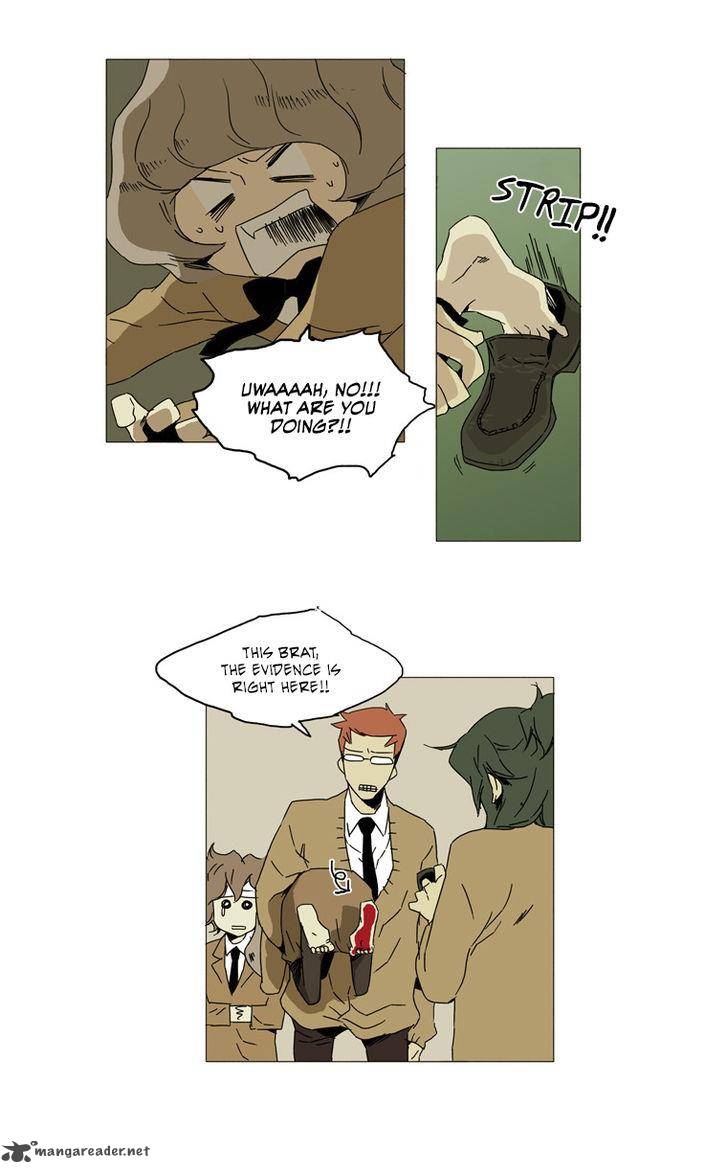 STRIP!!
UWAAAAH, NO!!!
WHAT ARE YOU
DOING?!!
THIS BRAT,
THE EVIDENCE IS
RIGHT HERE!!
mangareader.net